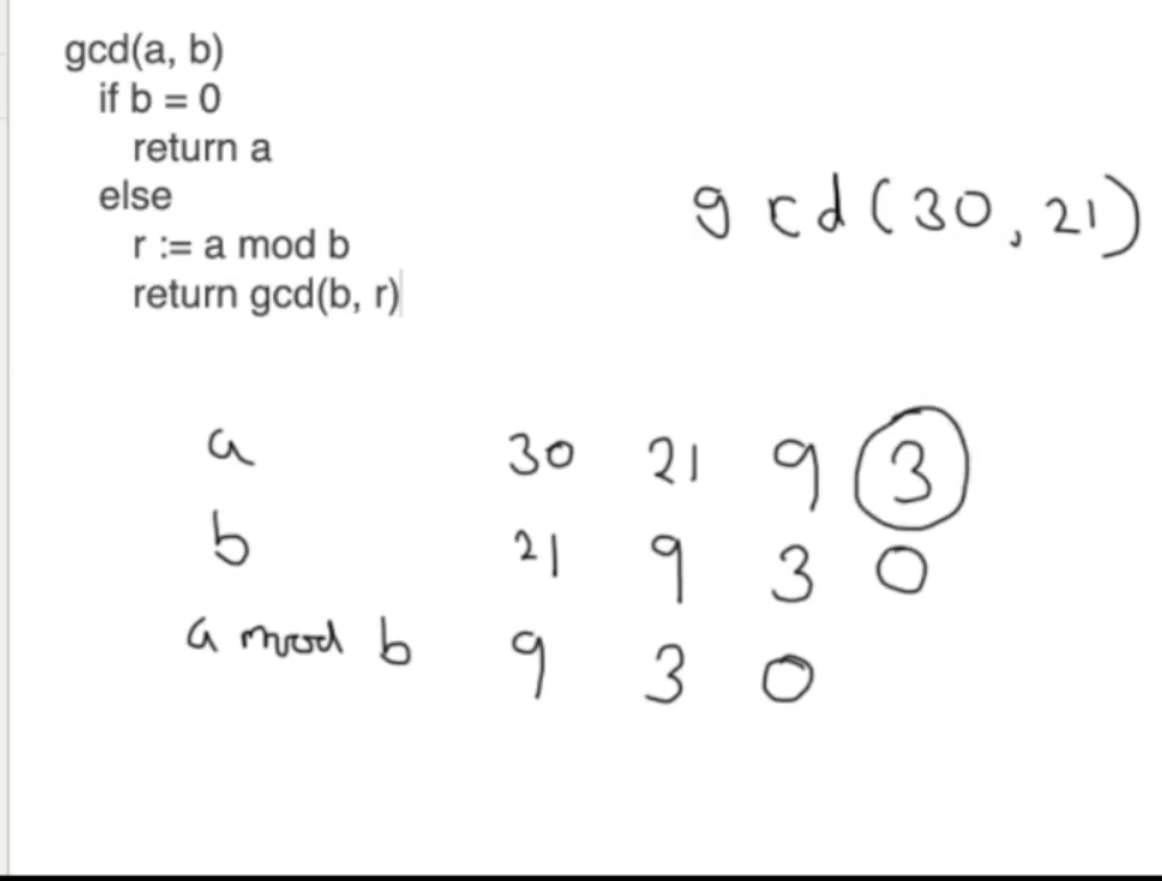 gcd(a, b)
if b = 0
return a
else
r := a mod b
return gcd(b, r)
gcd(30, 21)
a 30 21 9 3
b 21 9 3 0
a mod b 9 3 0